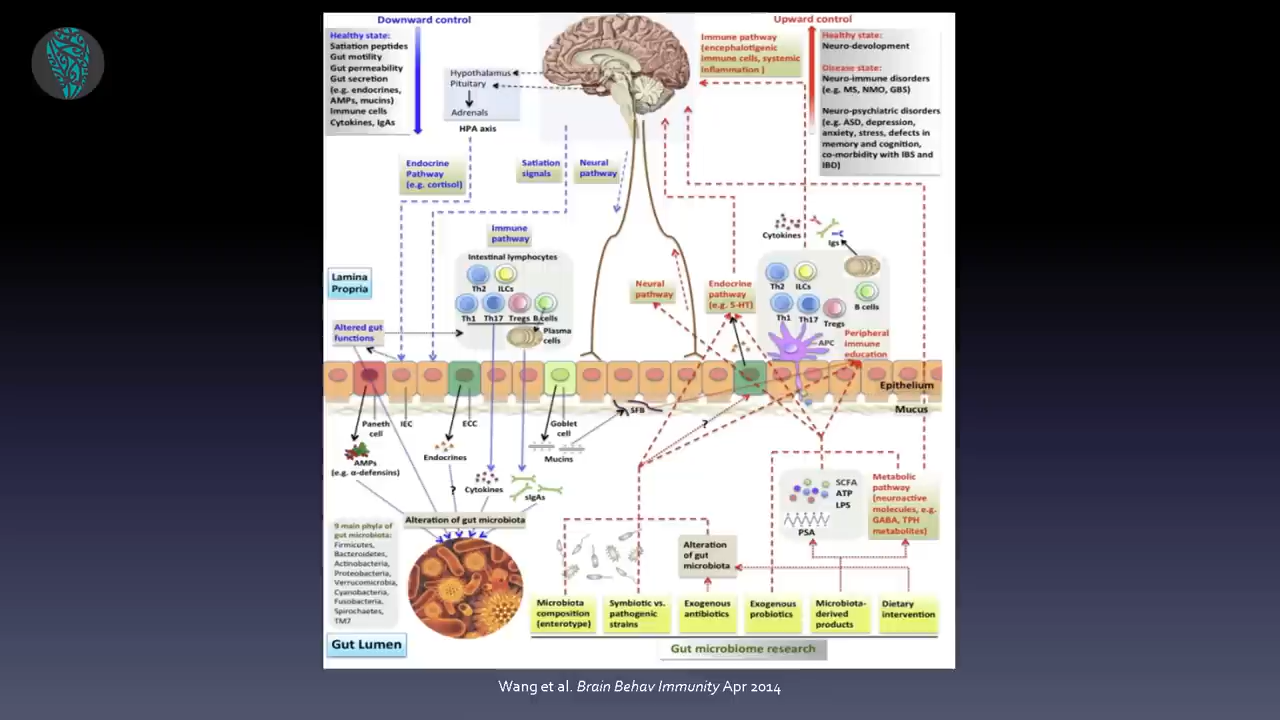 Downward control
Healthy state:
Satiation peptides
Gut motility
Gut permeability
Gut secretion
(e.g. endocrines,
AMPs, mucins)
Immune cells
Cytokines, IgAs
Hypothalamus
Pituitary
Adrenals
HPA axis
Upward control
Immune pathway
(encephalotigenic
immune cells, systemic
inflammation )
Healthy state:
Neuro-development
Disease state:
Neuro-immune disorders
(e.g. MS, NMO, GBS)
Neuro-psychiatric disorders
(e.g. ASD, depression,
anxiety, stress, defects in
memory and cognition,
co-morbidity with IBS and
IBD)
Endocrine
Pathway
(e.g. cortisol)
Satiation
signals
Neural
pathway
Immune
pathway
Intestinal lymphocytes
Th2
ILCs
Th1
Th17
Tregs
B cells
Plasma
cells
Lamina
Propria
Altered gut
functions
Neural
pathway
Endocrine
pathway
(e.g. 5-HT)
Cytokines
Igs
Th2
ILCs
B cells
Th1
Th17
Tregs
APC
Peripheral
immune
education
Epithelium
Mucus
Paneth
cell
IEC
ECC
Goblet
cell
SFB
?
AMPs
(e.g. α-defensins)
Endocrines
Mucins
?
Cytokines
sIgAs
Alteration of gut microbiota
9 main phyla of
gut microbiota:
Firmicutes,
Bacteroidetes,
Actinobacteria,
Proteobacteria,
Verrucomicrobia,
Cyanobacteria,
Fusobacteria,
Spirochaetes,
TM7
Gut Lumen
SCFA
ATP
LPS
PSA
Metabolic
pathway
(neuroactive
molecules, e.g.
GABA, TPH
metabolites)
Alteration
of gut
microbiota
Microbiota
composition
(enterotype)
Symbiotic vs.
pathogenic
strains
Exogenous
antibiotics
Exogenous
probiotics
Microbiota-
derived
products
Dietary
intervention
Gut microbiome research
Wang et al. Brain Behav Immunity Apr 2014